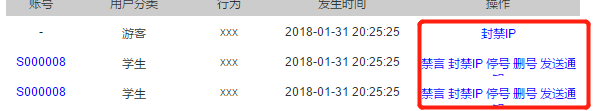 账号 用户分类 行为 发生时间 操作
- 游客 xxx 2018-01-31 20:25:25 封禁IP
S000008 学生 xxx 2018-01-31 20:25:25 禁言 封禁IP 停号 删号 发送通
S000008 学生 xxx 2018-01-31 20:25:25 禁言 封禁IP 停号 删号 发送通